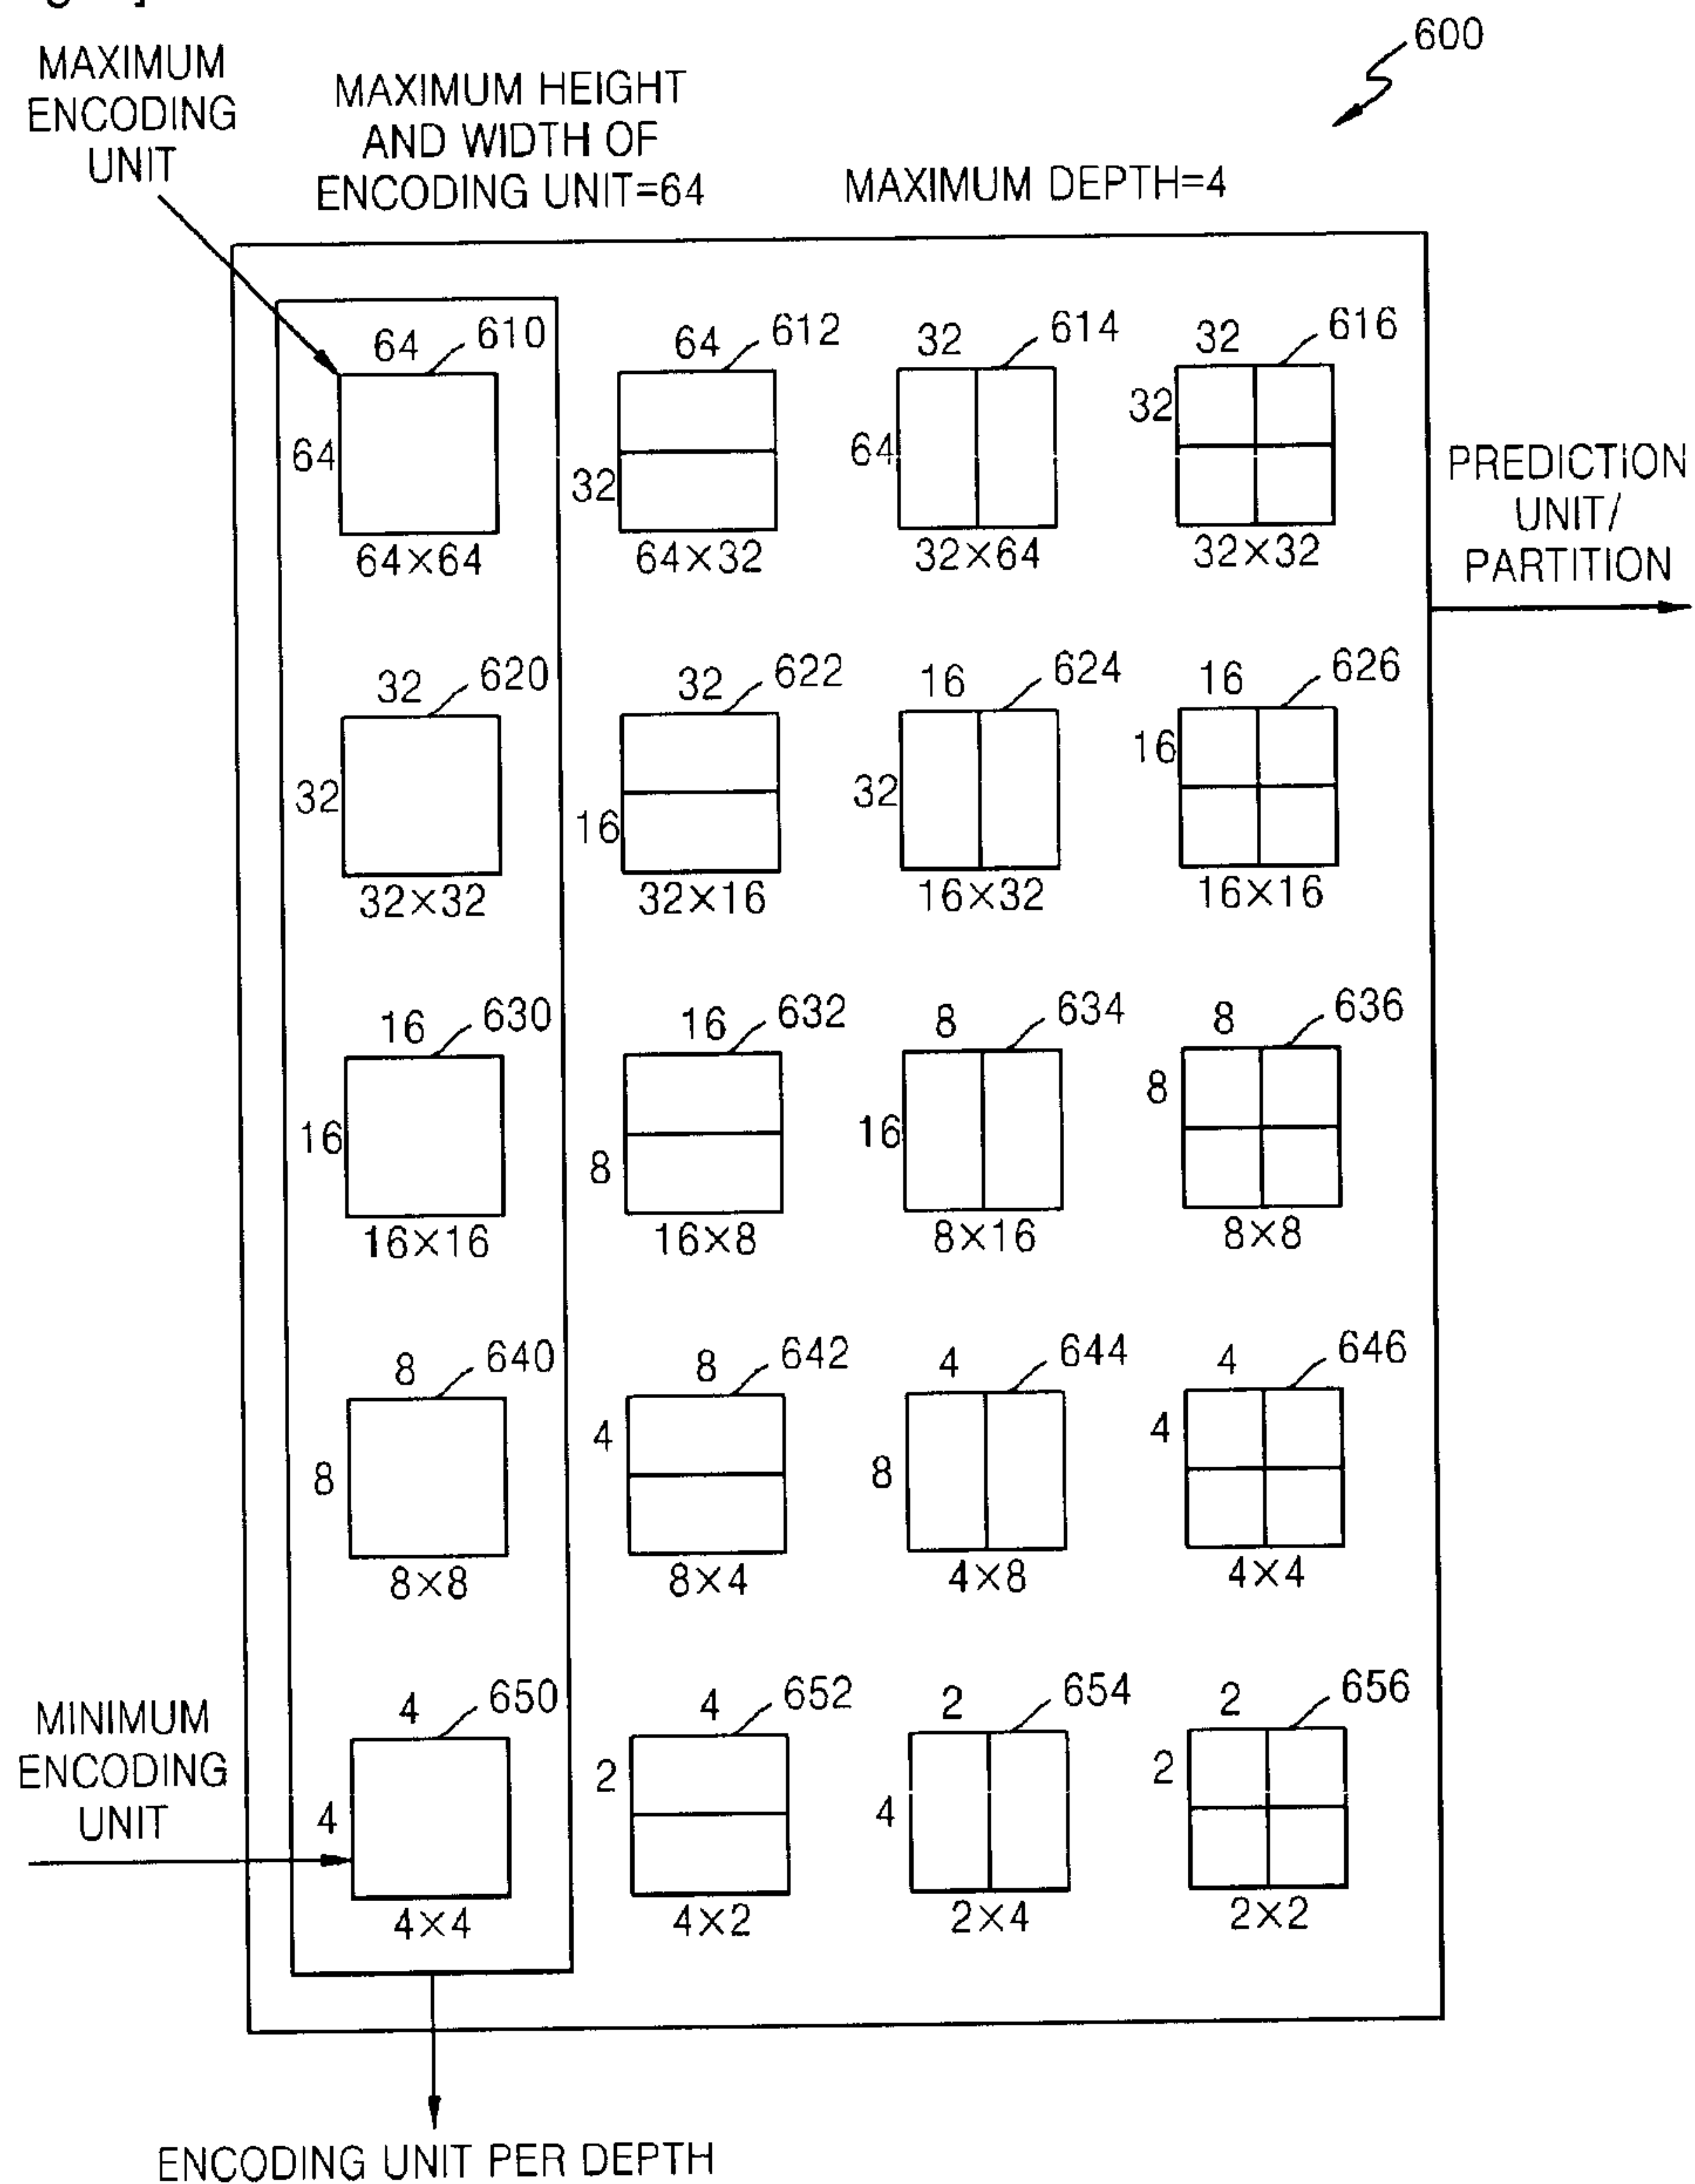 600
MAXIMUM
ENCODING
UNIT
MAXIMUM HEIGHT
AND WIDTH OF
ENCODING UNIT=64
MAXIMUM DEPTH=4
64 610 64 612 32 614 32 616
64 32 64 32
64×64 64×32 32×64 32×32
PREDICTION
UNIT/
PARTITION
32 620 32 622 16 624 16 626
32 16 32 16
32×32 32×16 16×32 16×16
16 630 16 632 8 634 8 636
16 8 16 8
16×16 16×8 8×16 8×8
8 640 8 642 4 644 4 646
8 4 8 4
8×8 8×4 4×8 4×4
MINIMUM
ENCODING
UNIT
4 650 4 652 2 654 2 656
4 2 4 2
4×4 4×2 2×4 2×2
ENCODING UNIT PER DEPTH